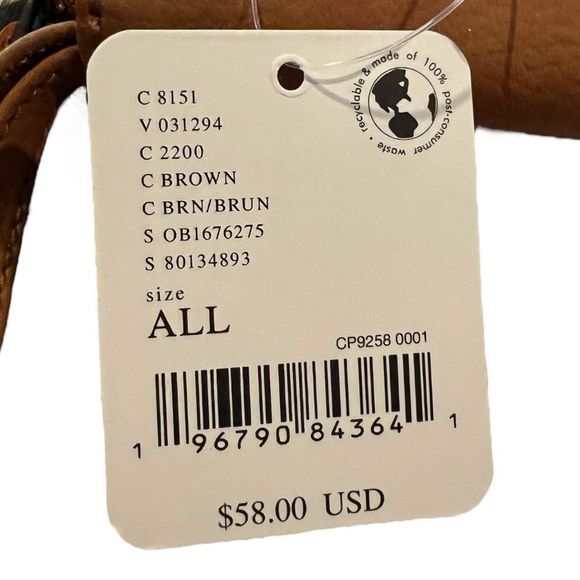 C 8151
V 031294
C 2200
C BROWN
C BRN/BRUN
S OB1676275
S 80134893
size
ALL
recyclable & made of 100% post-consumer waste •
CP9258 0001
1 96790 84364 1
$58.00 USD